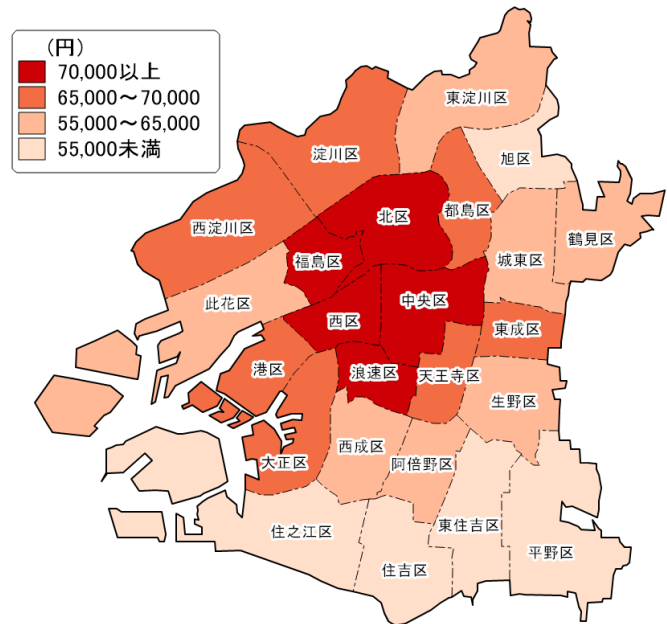 (円)
70,000以上
65,000～70,000
55,000～65,000
55,000未満
東淀川区
淀川区
旭区
北区
都島区
西淀川区
鶴見区
福島区
城東区
此花区
中央区
西区
東成区
港区
浪速区
天王寺区
生野区
西成区
大正区
阿倍野区
東住吉区
住之江区
平野区
住吉区